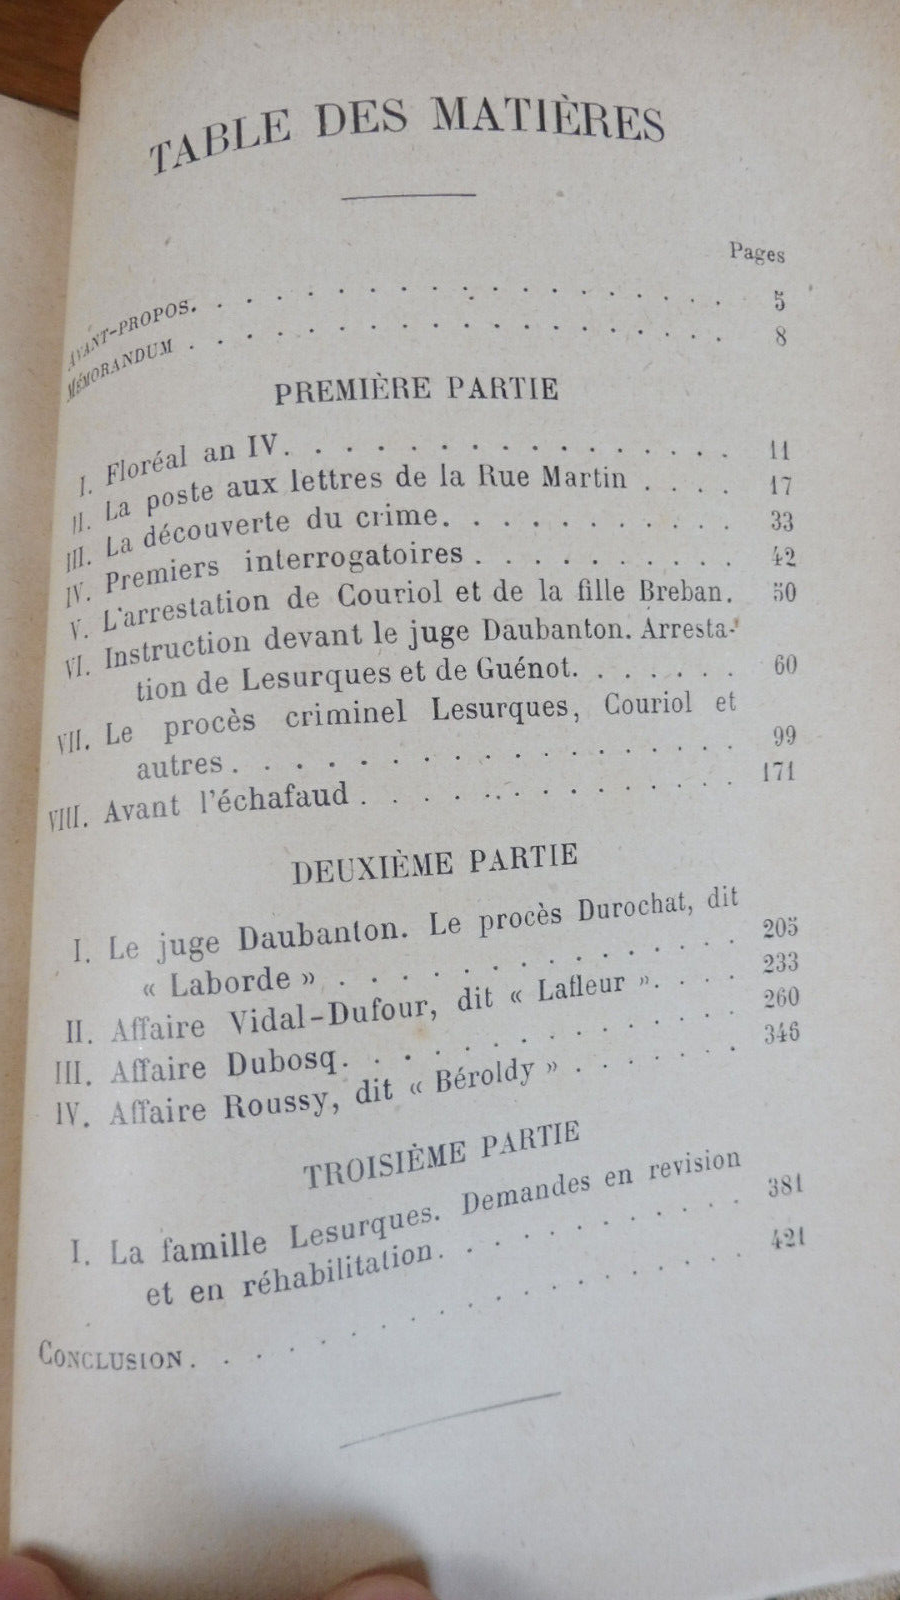 TABLE DES MATIÈRES
Pages
AVANT-PROPOS. . . . . . . . . . . . . . . . . . . 5
MÉMORANDUM . . . . . . . . . . . . . . . . . . . 8
PREMIÈRE PARTIE
I. Floréal an IV. . . . . . . . . . . . . . . . . 11
II. La poste aux lettres de la Rue Martin . . . . 17
III. La découverte du crime. . . . . . . . . . . . 33
IV. Premiers interrogatoires . . . . . . . . . . 42
V. L'arrestation de Couriol et de la fille Breban. 50
VI. Instruction devant le juge Daubanton. Arresta-
tion de Lesurques et de Guénot. . . . . . . 60
VII. Le procès criminel Lesurques, Couriol et
autres . . . . . . . . . . . . . . . . . . 99
VIII. Avant l'échafaud . . . . . . . . . . . . . . 171
DEUXIÈME PARTIE
I. Le juge Daubanton. Le procès Durochat, dit
« Laborde » . . . . . . . . . . . . . . 205
II. Affaire Vidal-Dufour, dit « Lafleur ». . . . 233
III. Affaire Dubosq. . . . . . . . . . . . . . . 260
IV. Affaire Roussy, dit « Béroldy » . . . . . . . 346
TROISIÈME PARTIE
I. La famille Lesurques. Demandes en revision
et en réhabilitation. . . . . . . . . . . . 381
CONCLUSION . . . . . . . . . . . . . . . . . 421